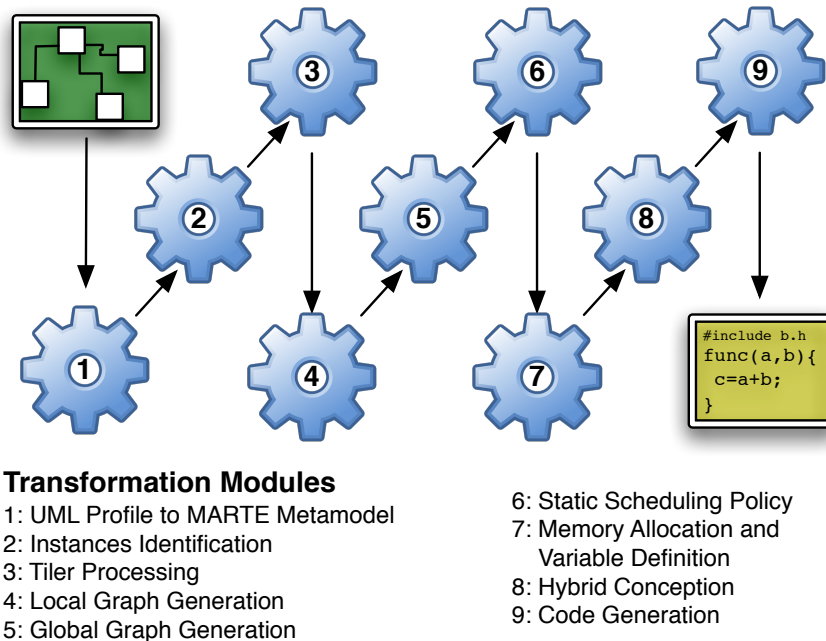 3
6
9
2
5
8
1
4
7
#include b.h
func(a,b){
c=a+b;
}
Transformation Modules
1: UML Profile to MARTE Metamodel
2: Instances Identification
3: Tiler Processing
4: Local Graph Generation
5: Global Graph Generation
6: Static Scheduling Policy
7: Memory Allocation and
Variable Definition
8: Hybrid Conception
9: Code Generation